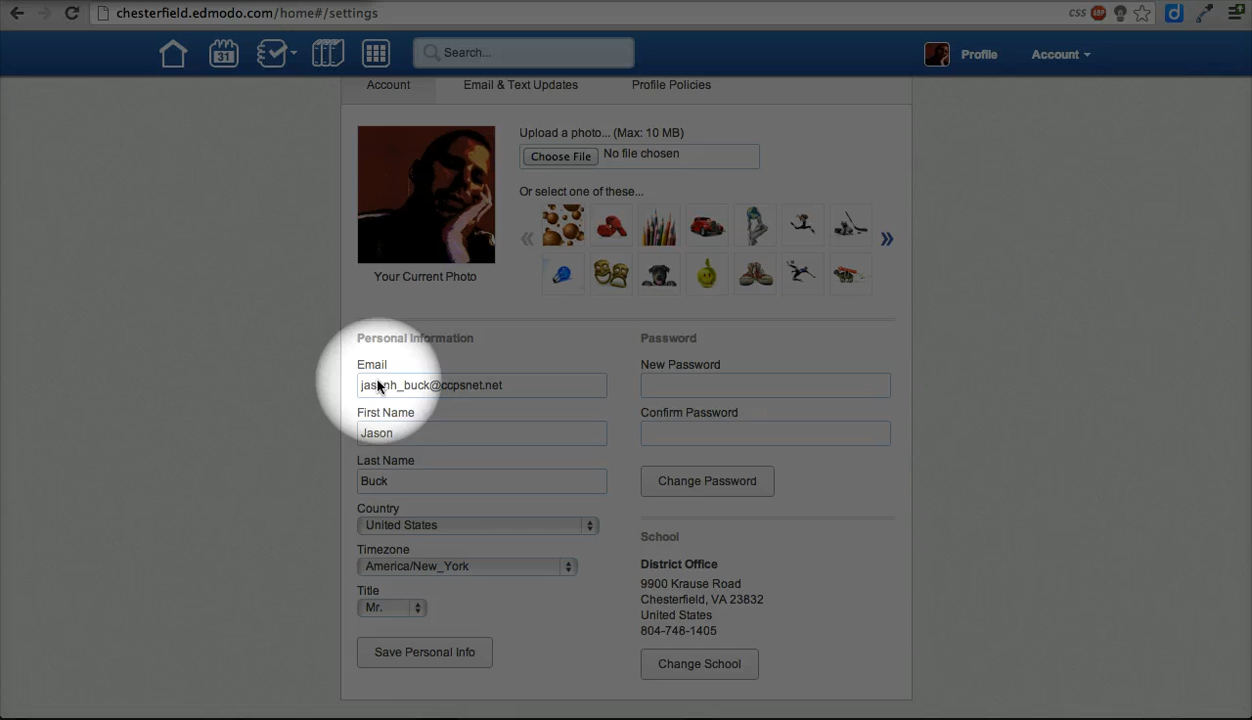 chesterfield.edmodo.com/home#/settings
CSS
ABP
31
Search...
Profile
Account
Account
Email & Text Updates
Profile Policies
Upload a photo... (Max: 10 MB)
Choose File No file chosen
Or select one of these...
Your Current Photo
Personal Information
Email
First Name
Jason
Last Name
Buck
Country
United States
Timezone
America/New_York
Title
Mr.
Save Personal Info
Password
New Password
Confirm Password
Change Password
School
District Office
9900 Krause Road
Chesterfield, VA 23832
United States
804-748-1405
Change School